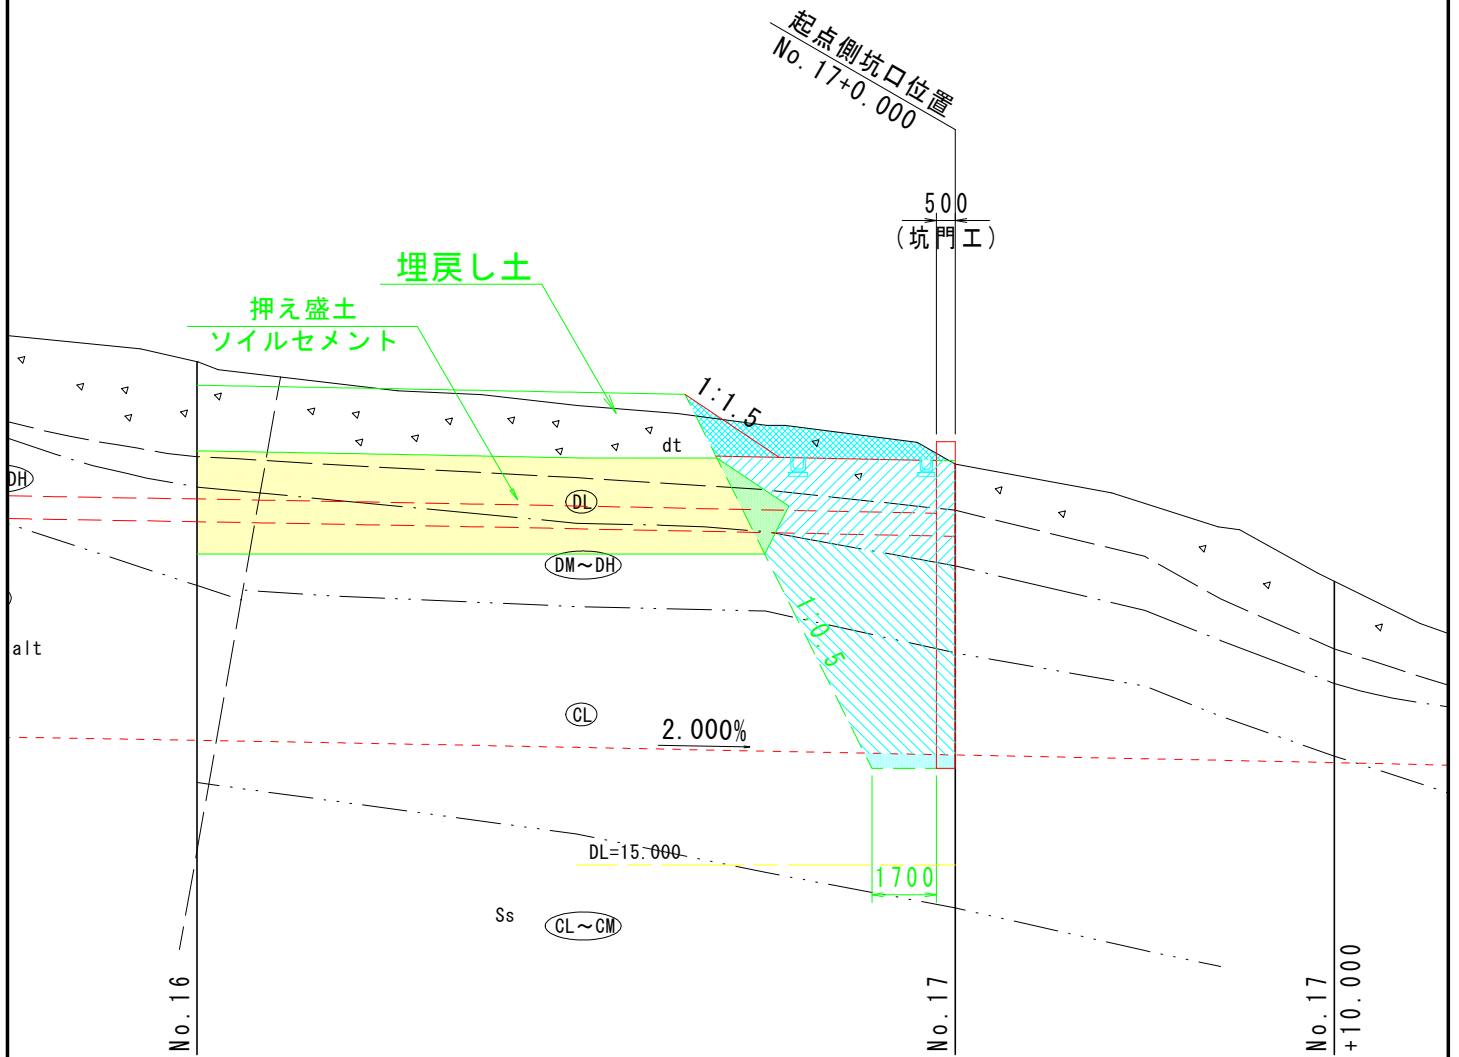 起点側坑口位置
No.17+0.000
500
(坑門工)
埋戻し土
押え盛土
ソイルセメント
1:1.5
dt
DH
DL
DM~DH
1:0.5
alt
CL
2.000%
DL=15.000
1700
Ss
CL~CM
No.16
No.17
No.17
+10.000